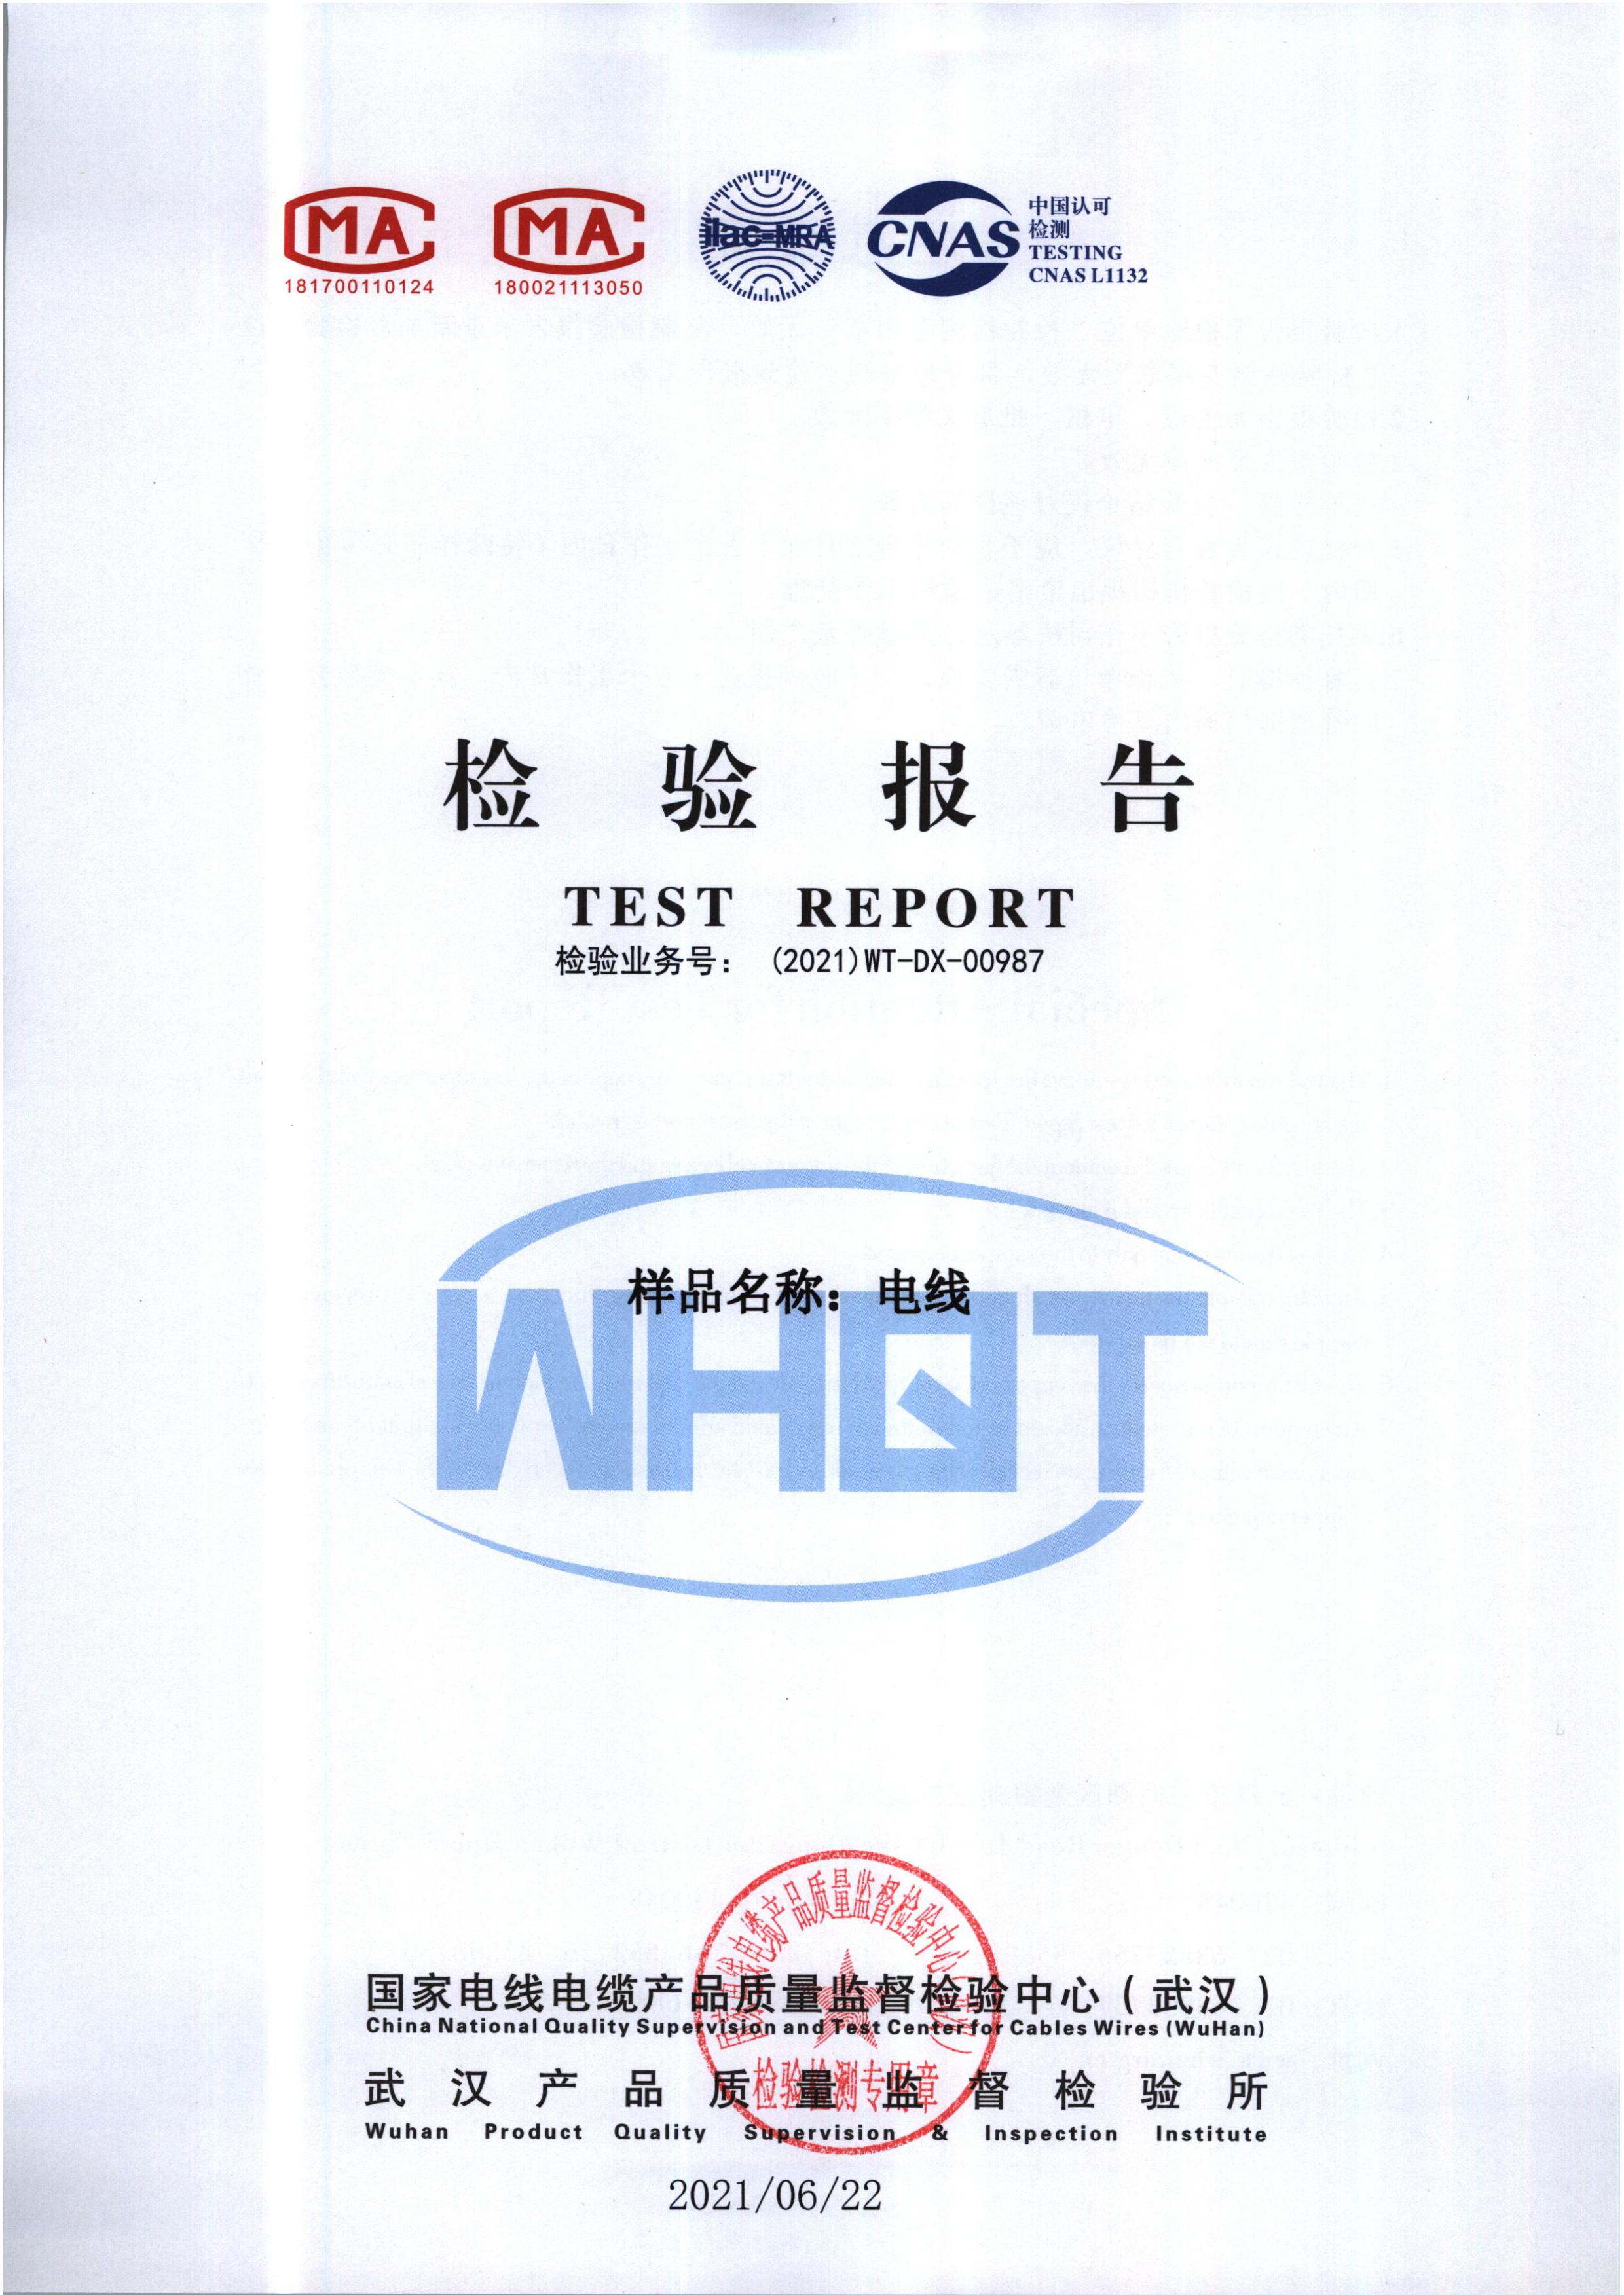 MA
181700110124
MA
180021113050
ilac-MRA
CNAS
中国认可
检测
TESTING
CNAS L1132
检验报告
TEST REPORT
检验业务号： (2021)WT-DX-00987
样品名称：电线
WHQT
国家电线电缆产品质量监督检验中心（武汉）
China National Quality Supervision and Test Center for Cables Wires (WuHan)
武汉产品质量监督检验所
Wuhan Product Quality Supervision & Inspection Institute
国家电线电缆产品质量监督检验中心（武汉）
检验检测专用章
2021/06/22